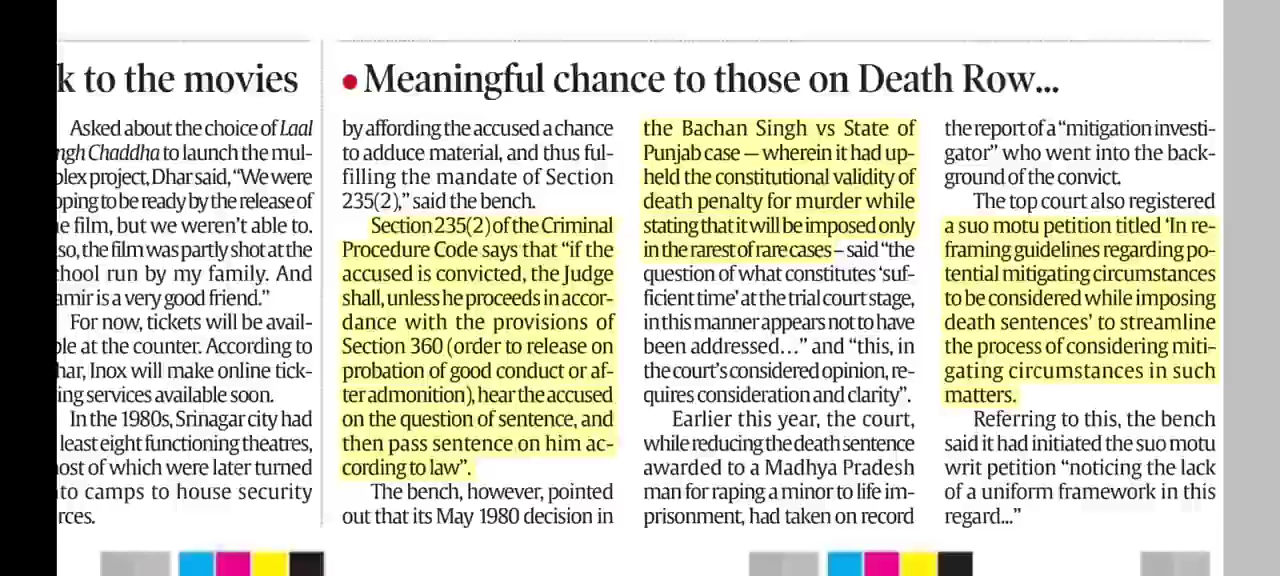 k to the movies
Asked about the choice of Laal
ngh Chaddha to launch the mul-
plex project, Dhar said, "We were
ping to be ready by the release of
e film, but we weren't able to.
so, the film was partly shot at the
hool run by my family. And
amir is a very good friend."
For now, tickets will be avail-
le at the counter. According to
har, Inox will make online tick-
ing services available soon.
In the 1980s, Srinagar city had
least eight functioning theatres,
ost of which were later turned
to camps to house security
rces.
• Meaningful chance to those on Death Row...
by affording the accused a chance
to adduce material, and thus ful-
filling the mandate of Section
235(2)," said the bench.
Section 235(2) of the Criminal
Procedure Code says that "if the
accused is convicted, the Judge
shall, unless he proceeds in accor-
dance with the provisions of
Section 360 (order to release on
probation of good conduct or af-
ter admonition), hear the accused
on the question of sentence, and
then pass sentence on him ac-
cording to law".
The bench, however, pointed
out that its May 1980 decision in
the Bachan Singh vs State of
Punjab case — wherein it had up-
held the constitutional validity of
death penalty for murder while
stating that it will be imposed only
in the rarest of rare cases – said "the
question of what constitutes 'suf-
ficient time' at the trial court stage,
in this manner appears not to have
been addressed..." and "this, in
the court's considered opinion, re-
quires consideration and clarity".
Earlier this year, the court,
while reducing the death sentence
awarded to a Madhya Pradesh
man for raping a minor to life im-
prisonment, had taken on record
the report of a "mitigation investi-
gator" who went into the back-
ground of the convict.
The top court also registered
a suo motu petition titled 'In re-
framing guidelines regarding po-
tential mitigating circumstances
to be considered while imposing
death sentences' to streamline
the process of considering miti-
gating circumstances in such
matters.
Referring to this, the bench
said it had initiated the suo motu
writ petition "noticing the lack
of a uniform framework in this
regard..."